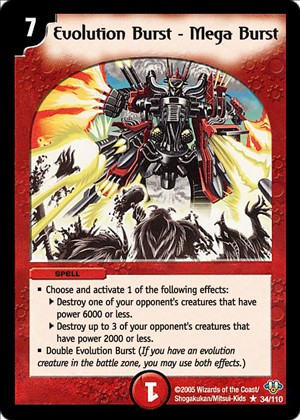 7
Evolution Burst - Mega Burst
SPELL
▪ Choose and activate 1 of the following effects:
▶ Destroy one of your opponent's creatures that have
power 6000 or less.
▶ Destroy up to 3 of your opponent's creatures that
have power 2000 or less.
▪ Double Evolution Burst (If you have an evolution
creature in the battle zone, you may use both effects.)
1
©2005 Wizards of the Coast/
Shogakukan/Mitsui-Kids ★ 34/110